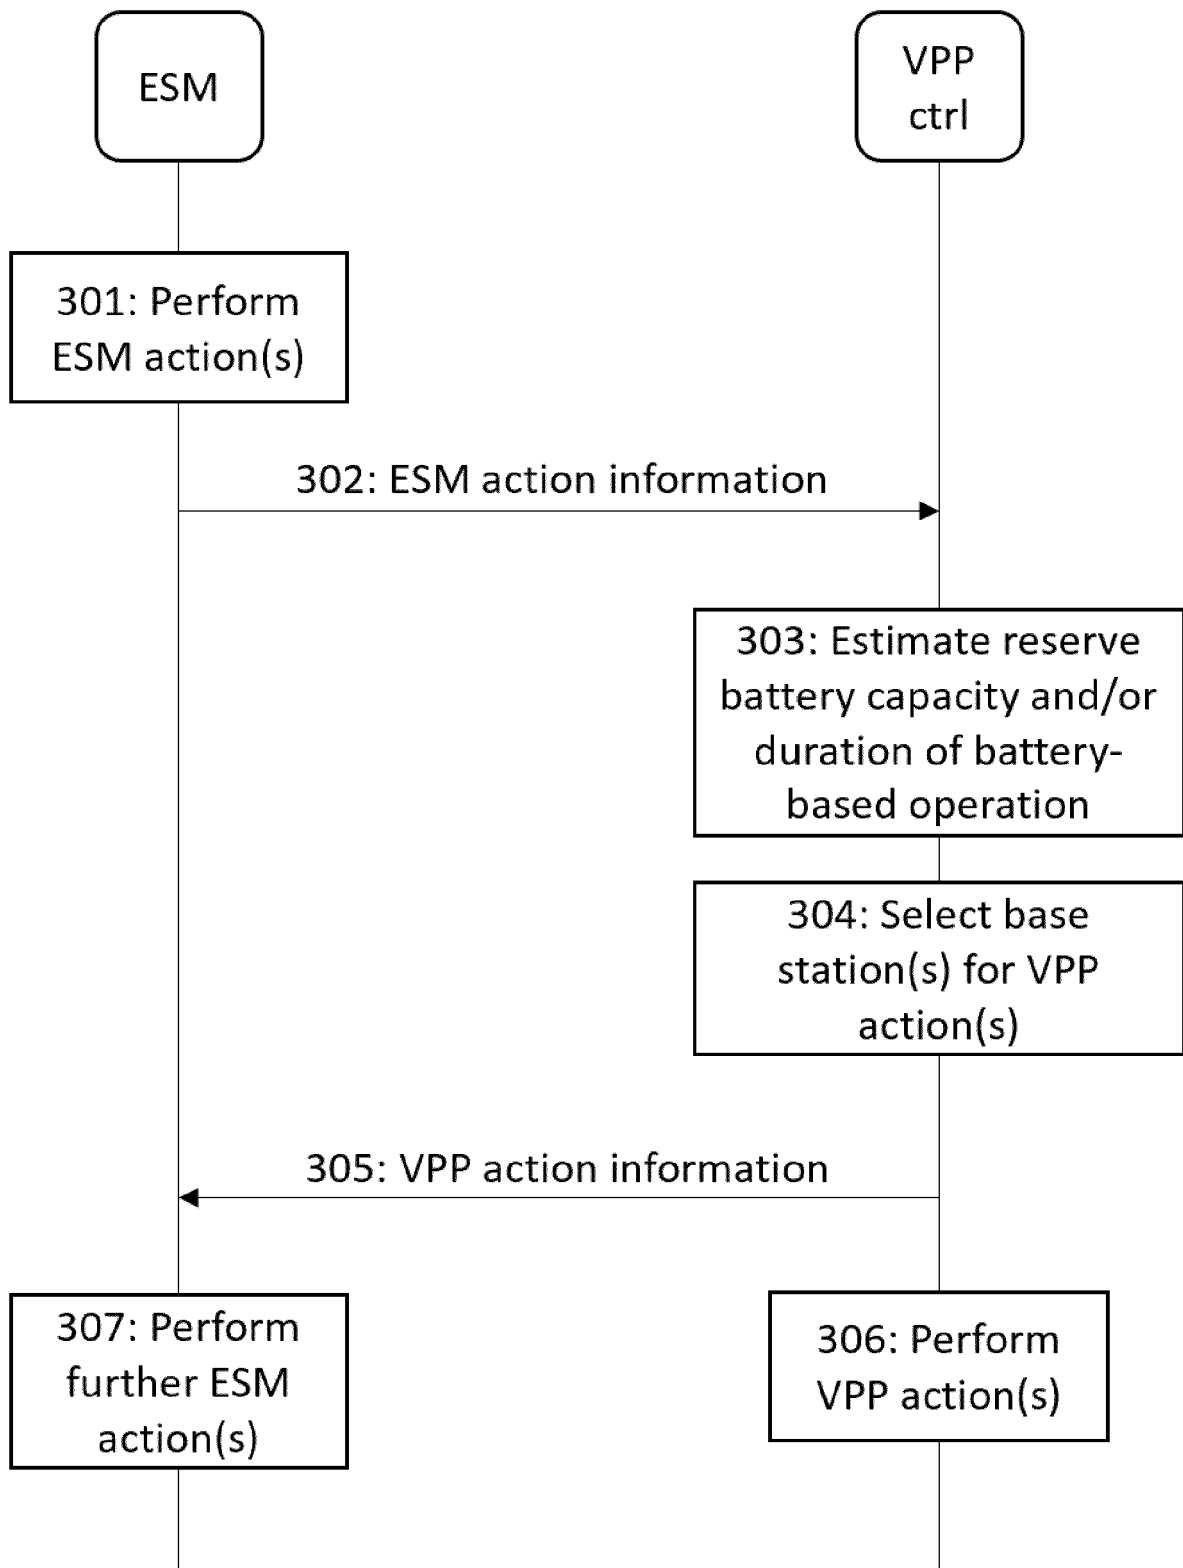 ESM
VPP
ctrl
301: Perform
ESM action(s)
302: ESM action information
303: Estimate reserve
battery capacity and/or
duration of battery-
based operation
304: Select base
station(s) for VPP
action(s)
305: VPP action information
307: Perform
further ESM
action(s)
306: Perform
VPP action(s)